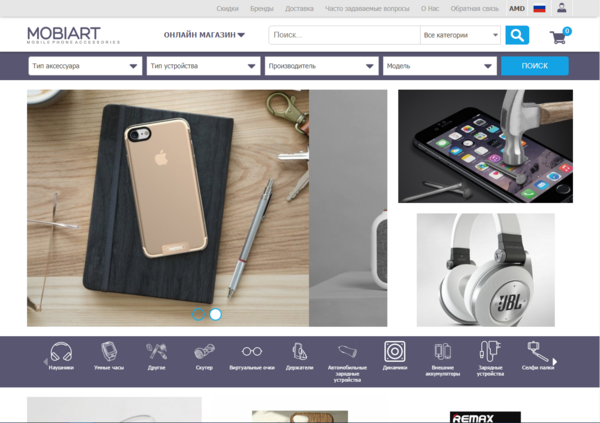 Скидки Бренды Доставка Часто задаваемые вопросы О Нас Обратная связь AMD
MOBIART
MOBILE PHONE ACCESSORIES
ОНЛАЙН МАГАЗИН
Поиск...
Все категории
0
Тип аксессуара
Тип устройства
Производитель
Модель
ПОИСК
JBL
Наушники
Умные часы
Другие
Скутер
Виртуальные очки
Держатели
Автомобильные
зарядные
устройства
Динамики
Внешние
аккумуляторы
Зарядные
устройства
Селфи палки
REMAX